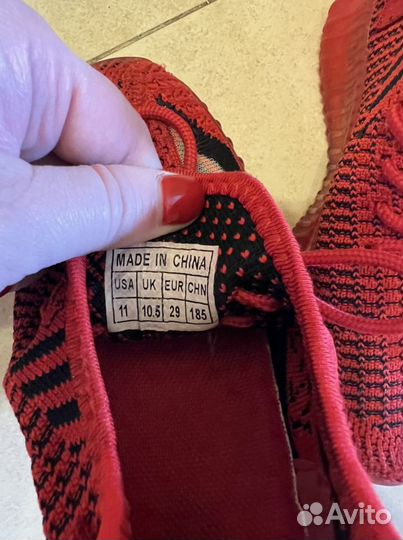 MADE IN CHINA
USA UK EUR CHN
11 10.5 29 185
Avito